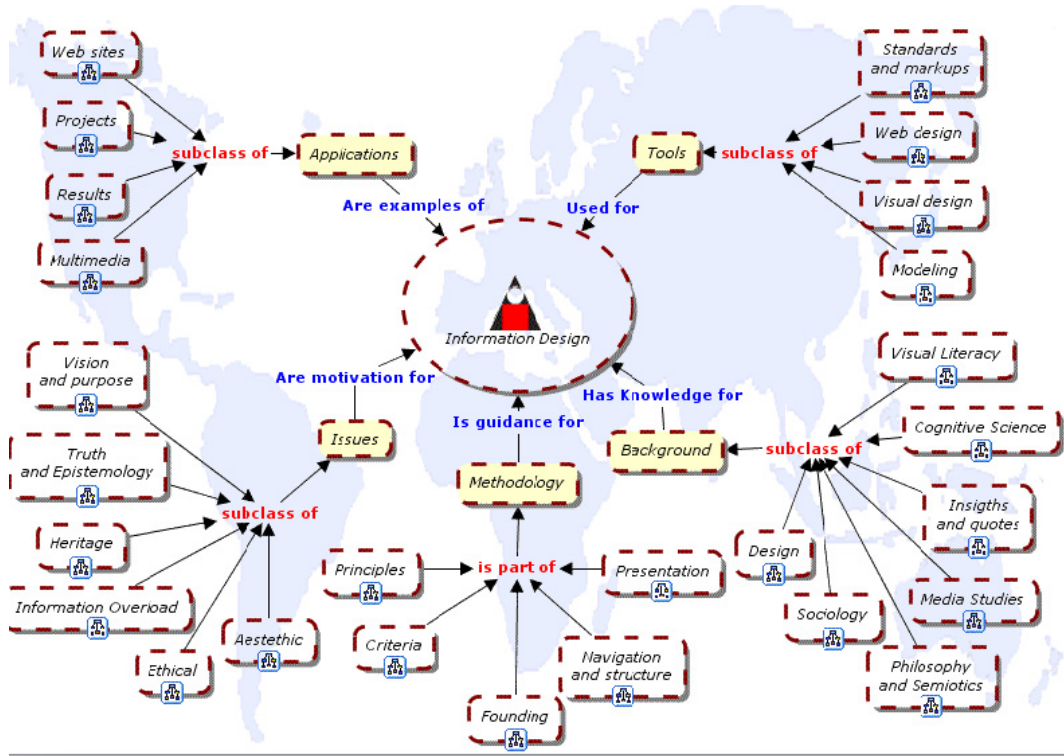 Web sites
Projects
Results
Multimedia
subclass of
Applications
Are examples of
Standards
and markups
Web design
Visual design
Modeling
subclass of
Tools
Used for
Information Design
Vision
and purpose
Truth
and Epistemology
Heritage
Information Overload
Ethical
Aestethic
subclass of
Issues
Are motivation for
Is guidance for
Methodology
is part of
Principles
Criteria
Founding
Navigation
and structure
Presentation
Has Knowledge for
Background
subclass of
Visual Literacy
Cognitive Science
Insigths
and quotes
Media Studies
Philosophy
and Semiotics
Sociology
Design